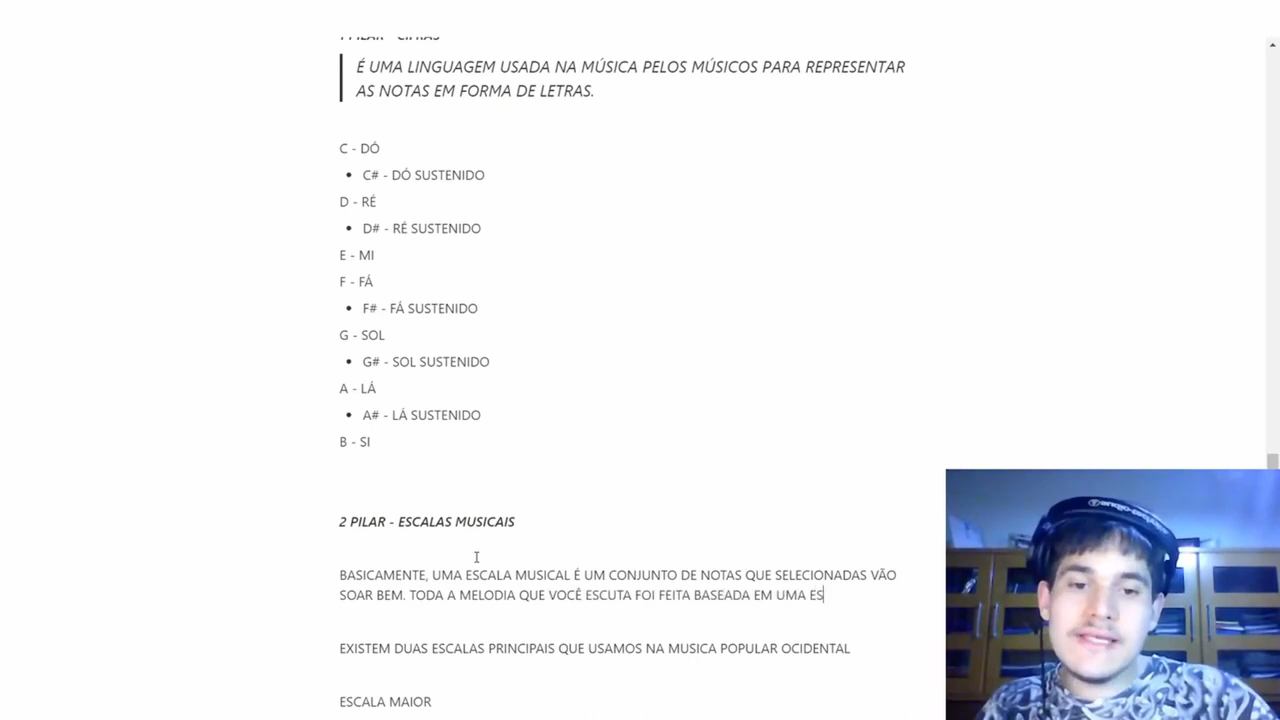 1 PILAR - CIFRAS
É UMA LINGUAGEM USADA NA MÚSICA PELOS MÚSICOS PARA REPRESENTAR
AS NOTAS EM FORMA DE LETRAS.
C - DÓ
• C# - DÓ SUSTENIDO
D - RÉ
• D# - RÉ SUSTENIDO
E - MI
F - FÁ
• F# - FÁ SUSTENIDO
G - SOL
• G# - SOL SUSTENIDO
A - LÁ
• A# - LÁ SUSTENIDO
B - SI
2 PILAR - ESCALAS MUSICAIS
BASICAMENTE, UMA ESCALA MUSICAL É UM CONJUNTO DE NOTAS QUE SELECIONADAS VÃO
SOAR BEM. TODA A MELODIA QUE VOCÊ ESCUTA FOI FEITA BASEADA EM UMA ES
EXISTEM DUAS ESCALAS PRINCIPAIS QUE USAMOS NA MUSICA POPULAR OCIDENTAL
ESCALA MAIOR